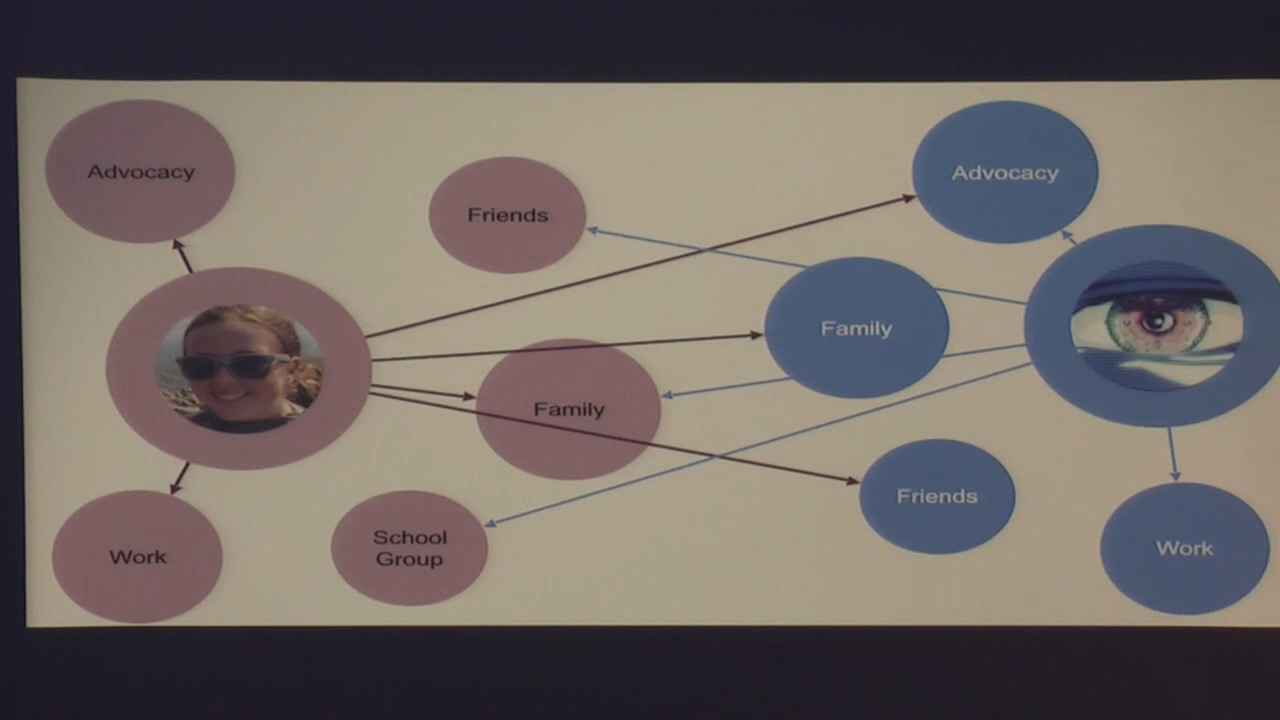 Advocacy
Friends
Advocacy
Family
Family
Work
School
Group
Friends
Work